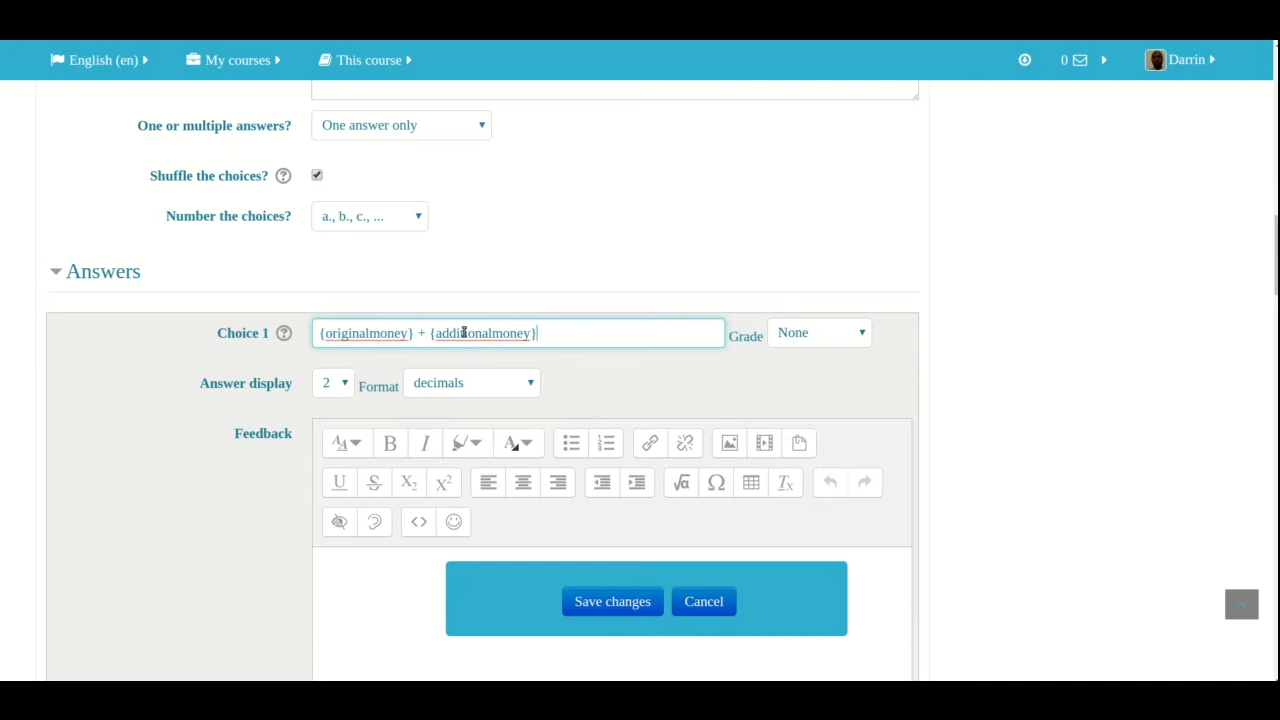 English (en) My courses This course 0 Darrin
One or multiple answers? One answer only
Shuffle the choices?
Number the choices? a., b., c., ...
Answers
Choice 1 {originalmoney} + {additionalmoney} Grade None
Answer display 2 Format decimals
Feedback
Save changes Cancel